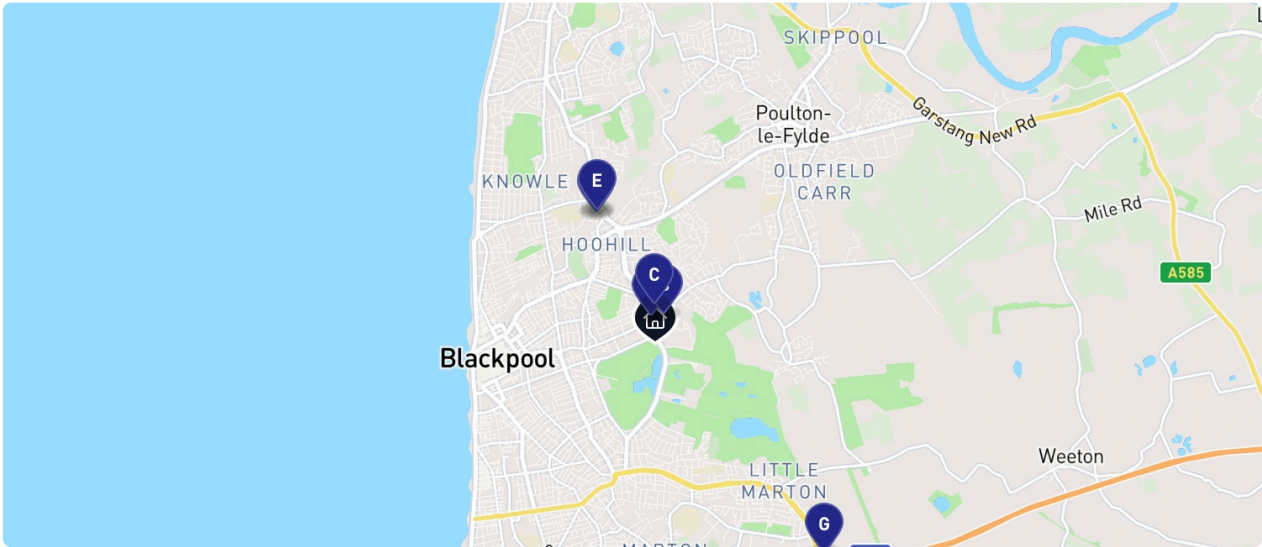 SKIPPOOL
Poulton-
le-Fylde
Garstang New Rd
KNOWLE
E
OLDFIELD
CARR
Mile Rd
HOOHILL
C
A585
Blackpool
Weeton
LITTLE
MARTON
G